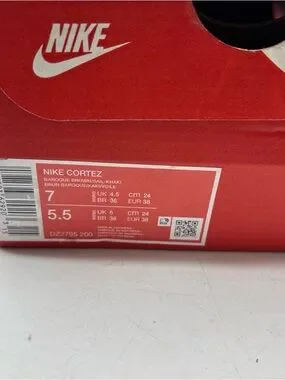 NIKE
NIKE CORTEZ
BAROQUE BROWN/SAIL-KHAKI
BRUN BAROQUE/KAKI/VOILE
7 UK 4.5 cm 24
BR 36 EUR 38
5.5 UK 5 cm 24
BR 36 EUR 38
DZ2795 200